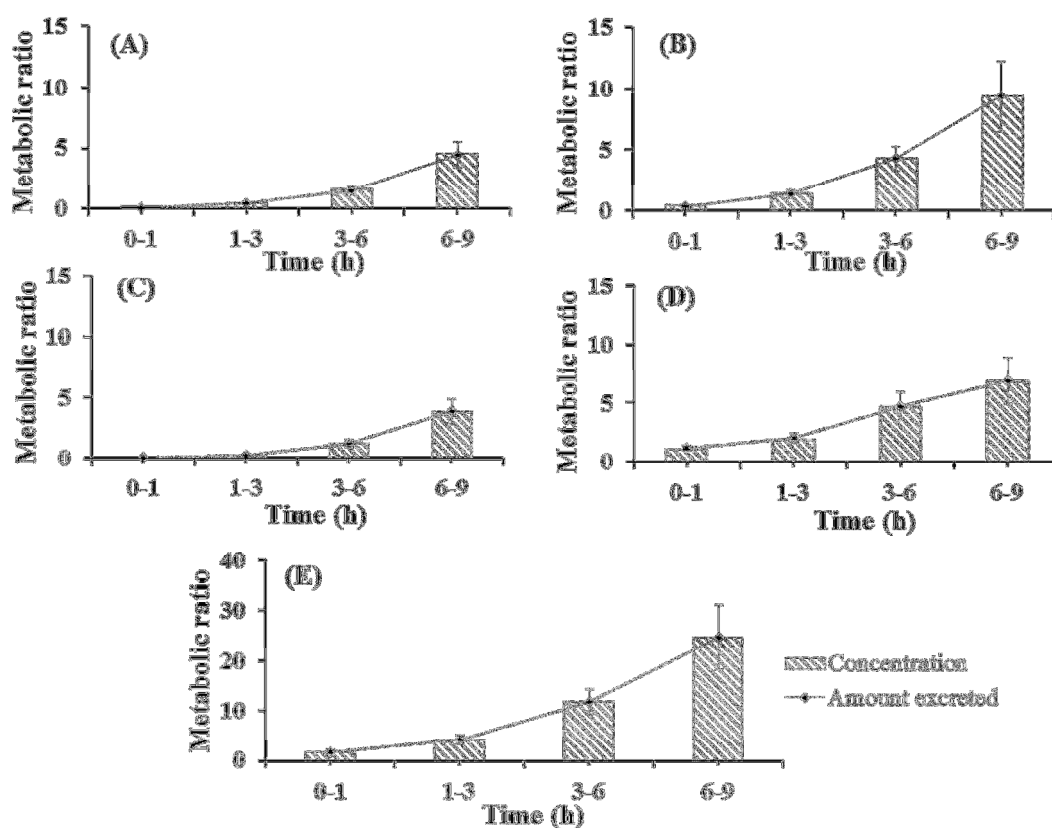 (A)
Metabolic ratio
15
10
5
0
0-1 1-3 3-6 6-9
Time (h)
(B)
Metabolic ratio
15
10
5
0
0-1 1-3 3-6 6-9
Time (h)
(C)
Metabolic ratio
15
10
5
0
0-1 1-3 3-6 6-9
Time (h)
(D)
Metabolic ratio
15
10
5
0
0-1 1-3 3-6 6-9
Time (h)
(E)
Metabolic ratio
40
30
20
10
0
0-1 1-3 3-6 6-9
Time (h)
Concentration
Amount excreted